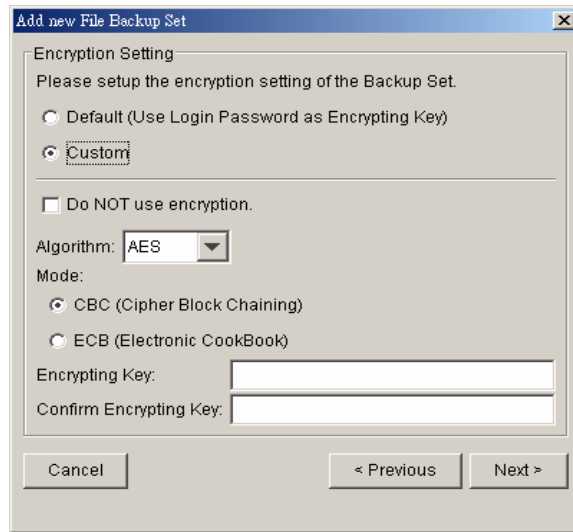 Add new File Backup Set
Encryption Setting
Please setup the encryption setting of the Backup Set.
Default (Use Login Password as Encrypting Key)
Custom
Do NOT use encryption.
Algorithm: AES
Mode:
CBC (Cipher Block Chaining)
ECB (Electronic CookBook)
Encrypting Key:
Confirm Encrypting Key:
Cancel < Previous Next >